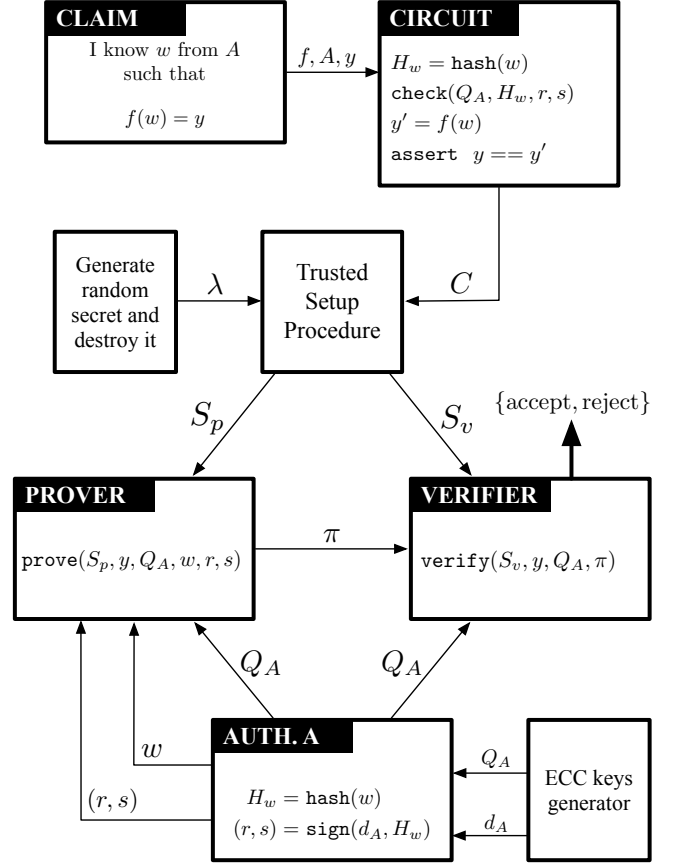 CLAIM
I know w from A
such that
f(w) = y
f, A, y
CIRCUIT
H_w = hash(w)
check(Q_A, H_w, r, s)
y′ = f(w)
assert y == y′
Generate
random
secret and
destroy it
λ
Trusted
Setup
Procedure
C
S_p
S_v
{accept, reject}
PROVER
prove(S_p, y, Q_A, w, r, s)
π
VERIFIER
verify(S_v, y, Q_A, π)
Q_A
Q_A
w
(r, s)
AUTH. A
H_w = hash(w)
(r, s) = sign(d_A, H_w)
Q_A
d_A
ECC keys
generator